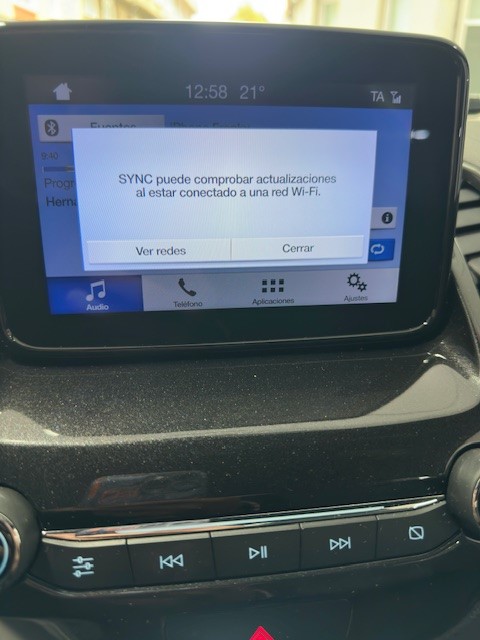 12:58 21°
TA
Fuentes
SYNC puede comprobar actualizaciones
al estar conectado a una red Wi-Fi.
Ver redes
Cerrar
Audio
Teléfono
Aplicaciones
Ajustes